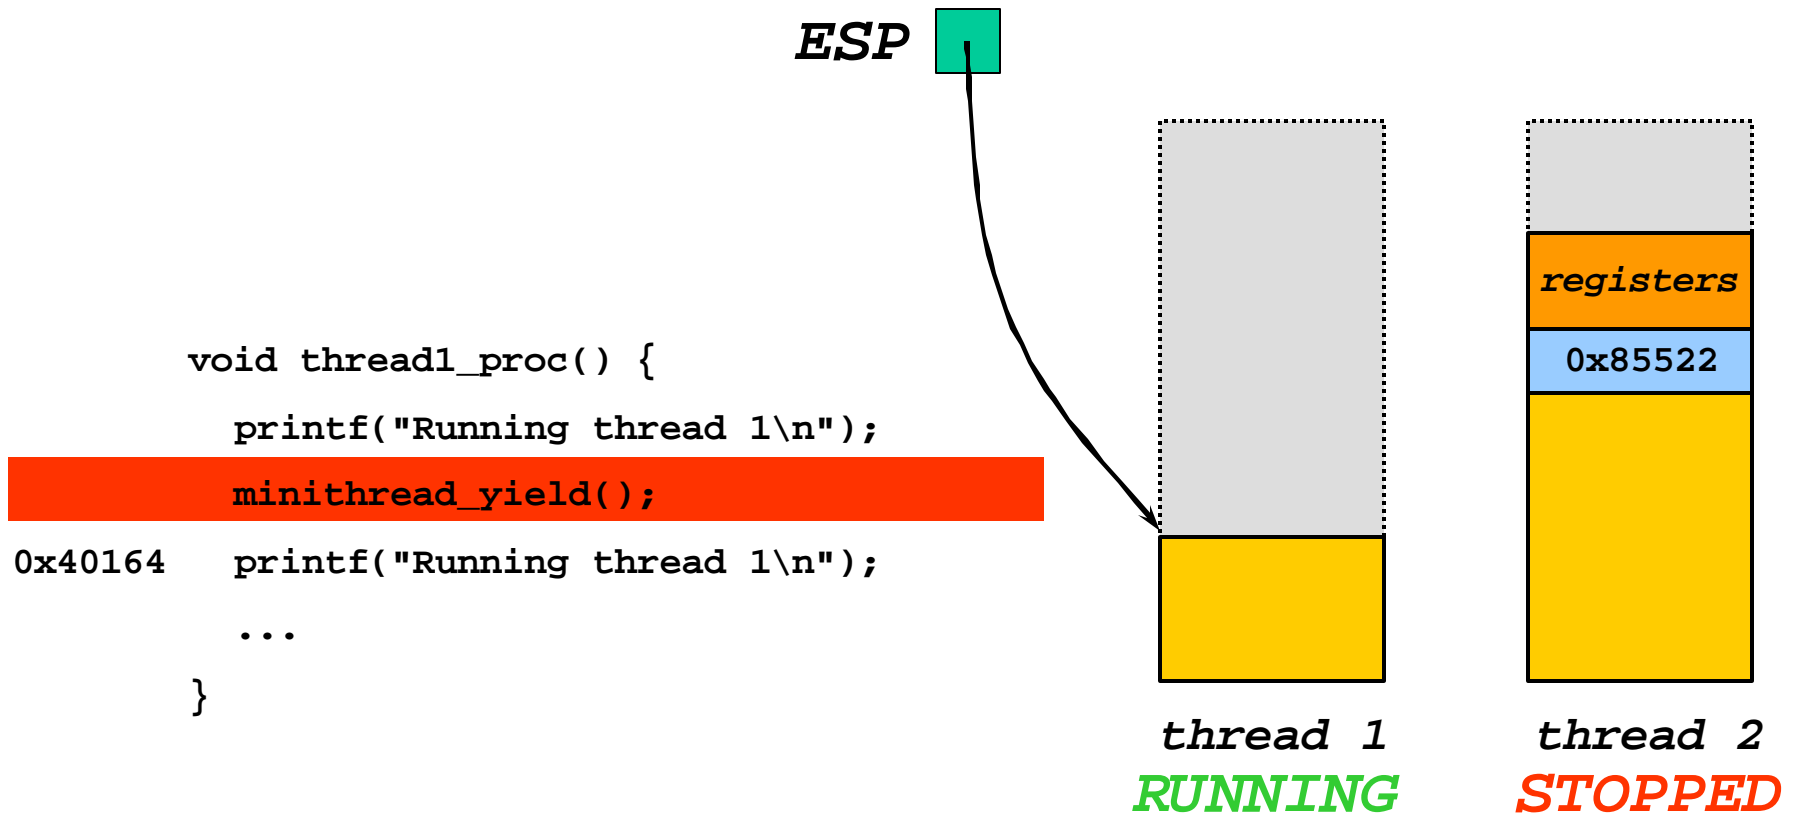 ESP
registers
0x85522
void thread1_proc() {
printf("Running thread 1\n");
minithread_yield();
0x40164 printf("Running thread 1\n");
...
}
thread 1
RUNNING
thread 2
STOPPED